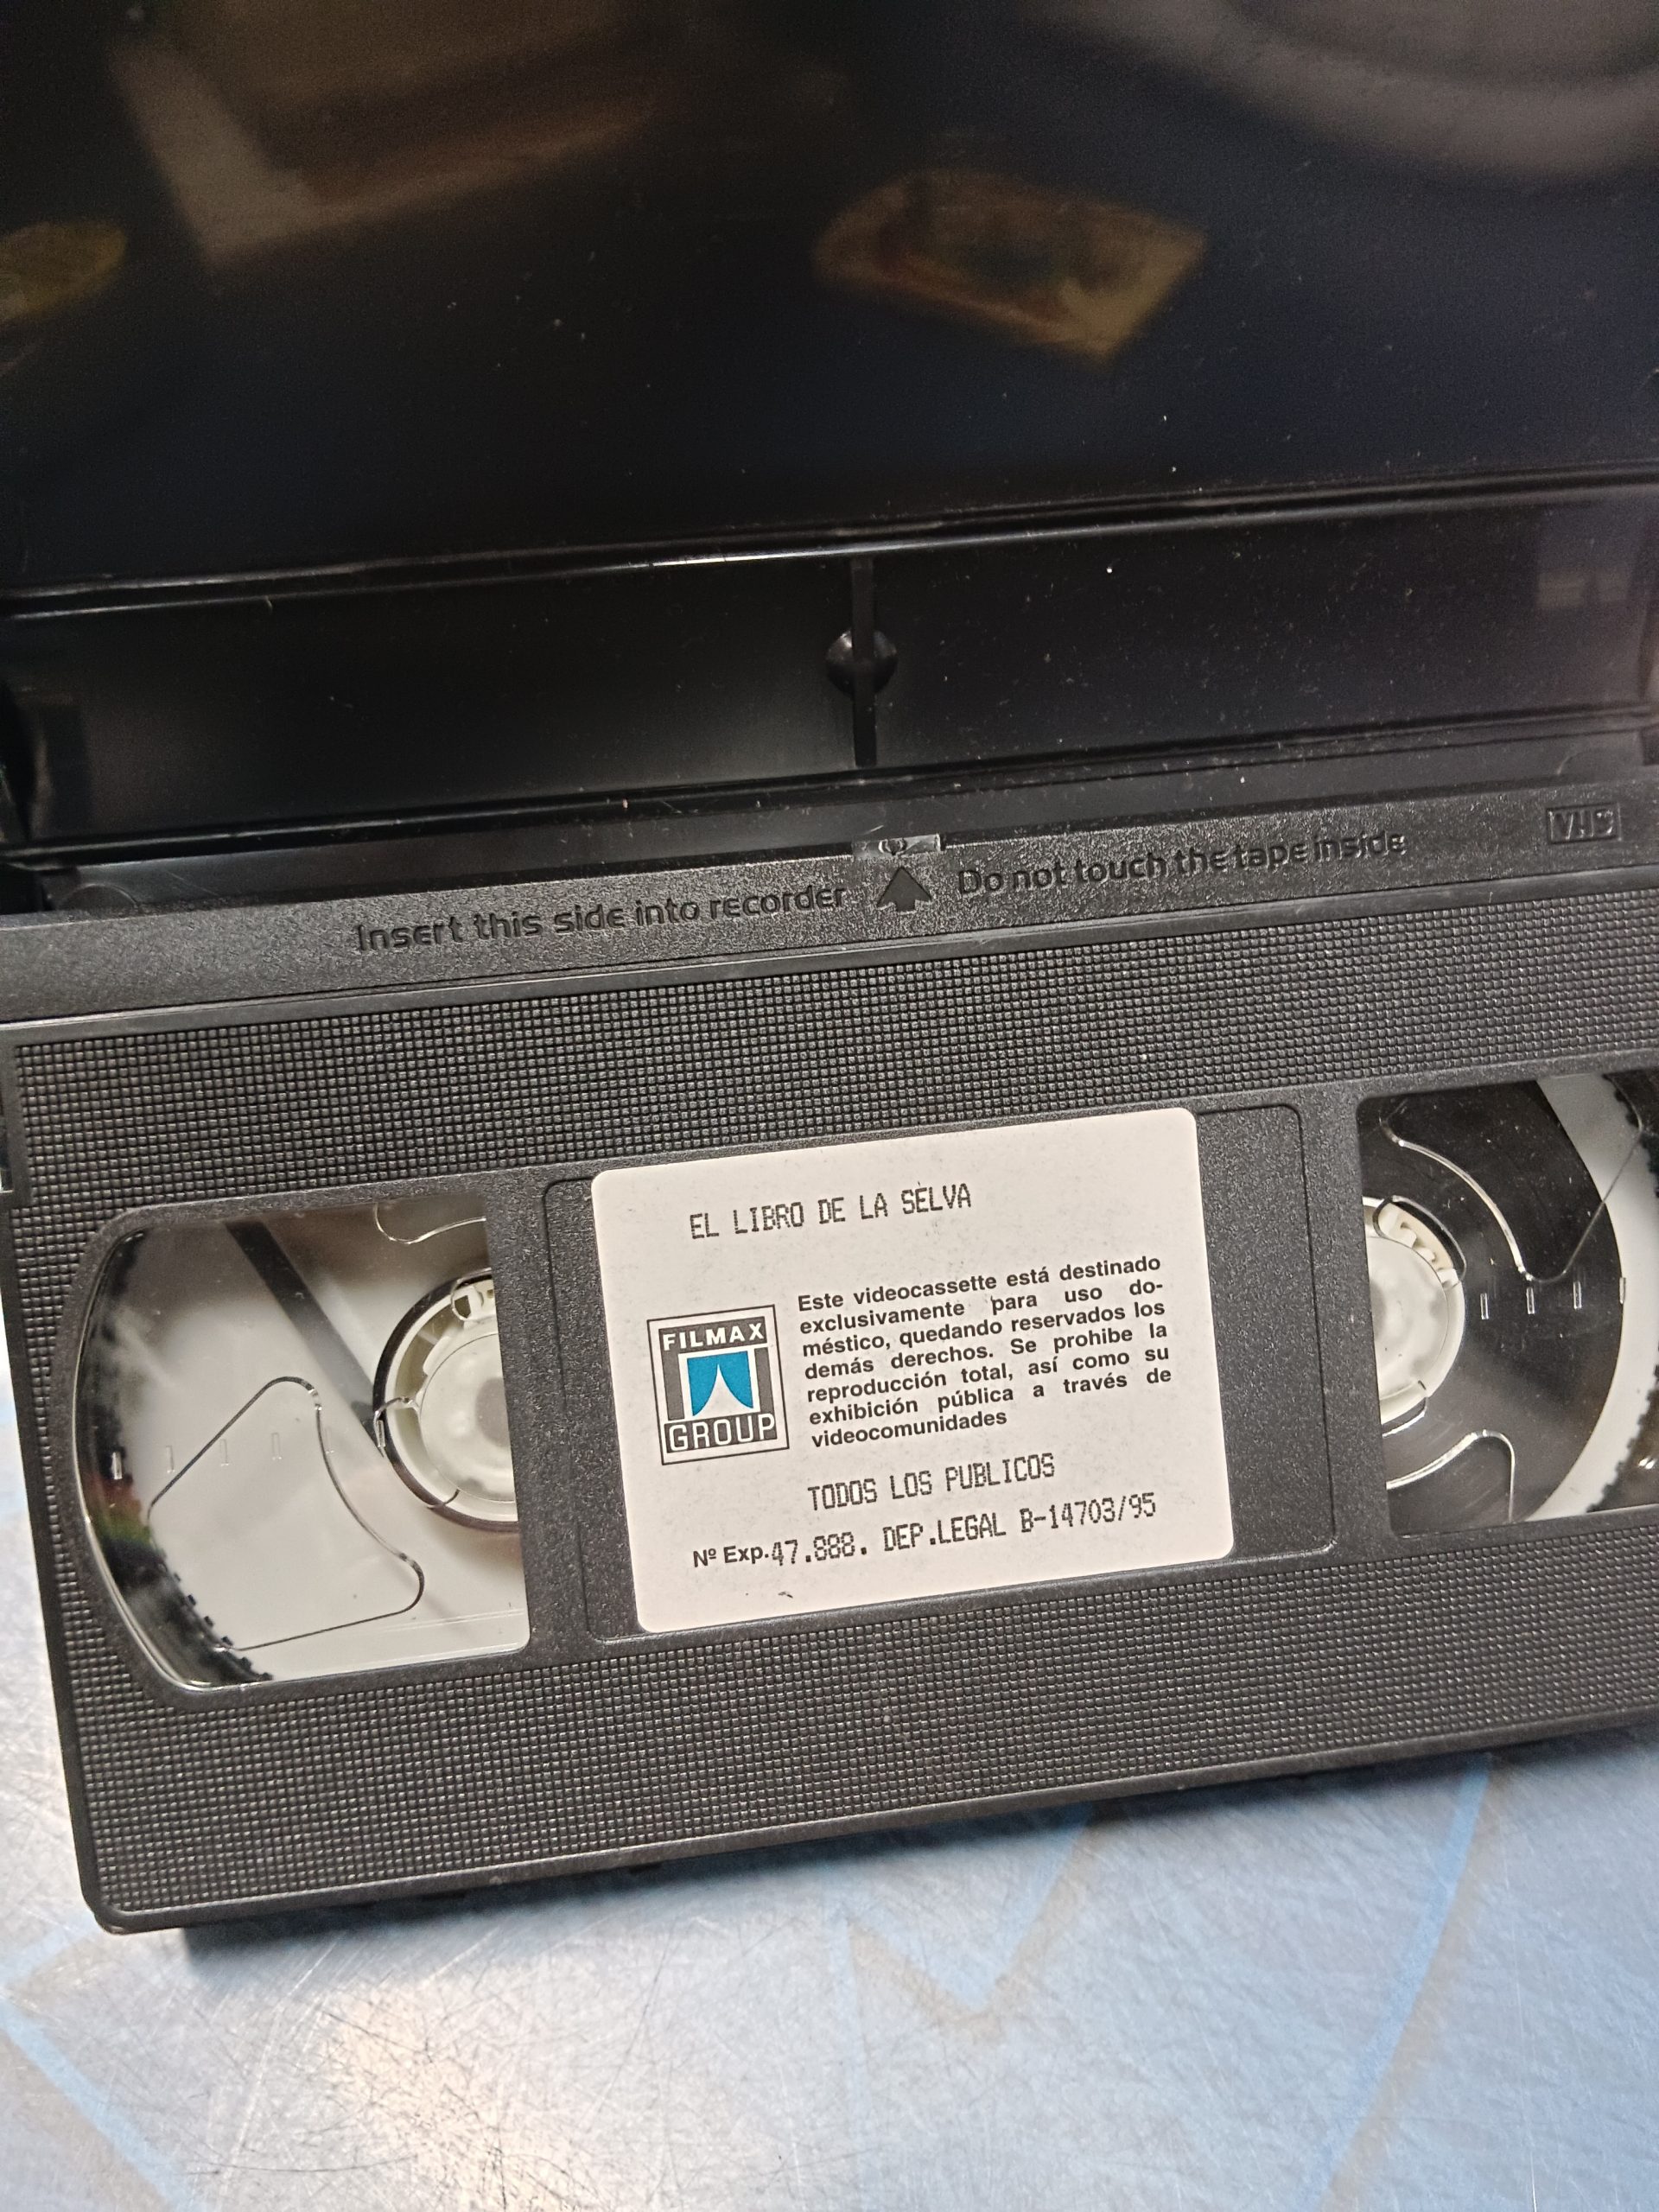 Insert this side into recorder Do not touch the tape inside VHS
EL LIBRO DE LA SELVA
FILMAX
GROUP
Este videocassette está destinado
exclusivamente para uso do-
méstico, quedando reservados los
demás derechos. Se prohibe la
reproducción total, así como su
exhibición pública a través de
videocomunidades
TODOS LOS PUBLICOS
Nº Exp.47.888. DEP.LEGAL B-14703/95